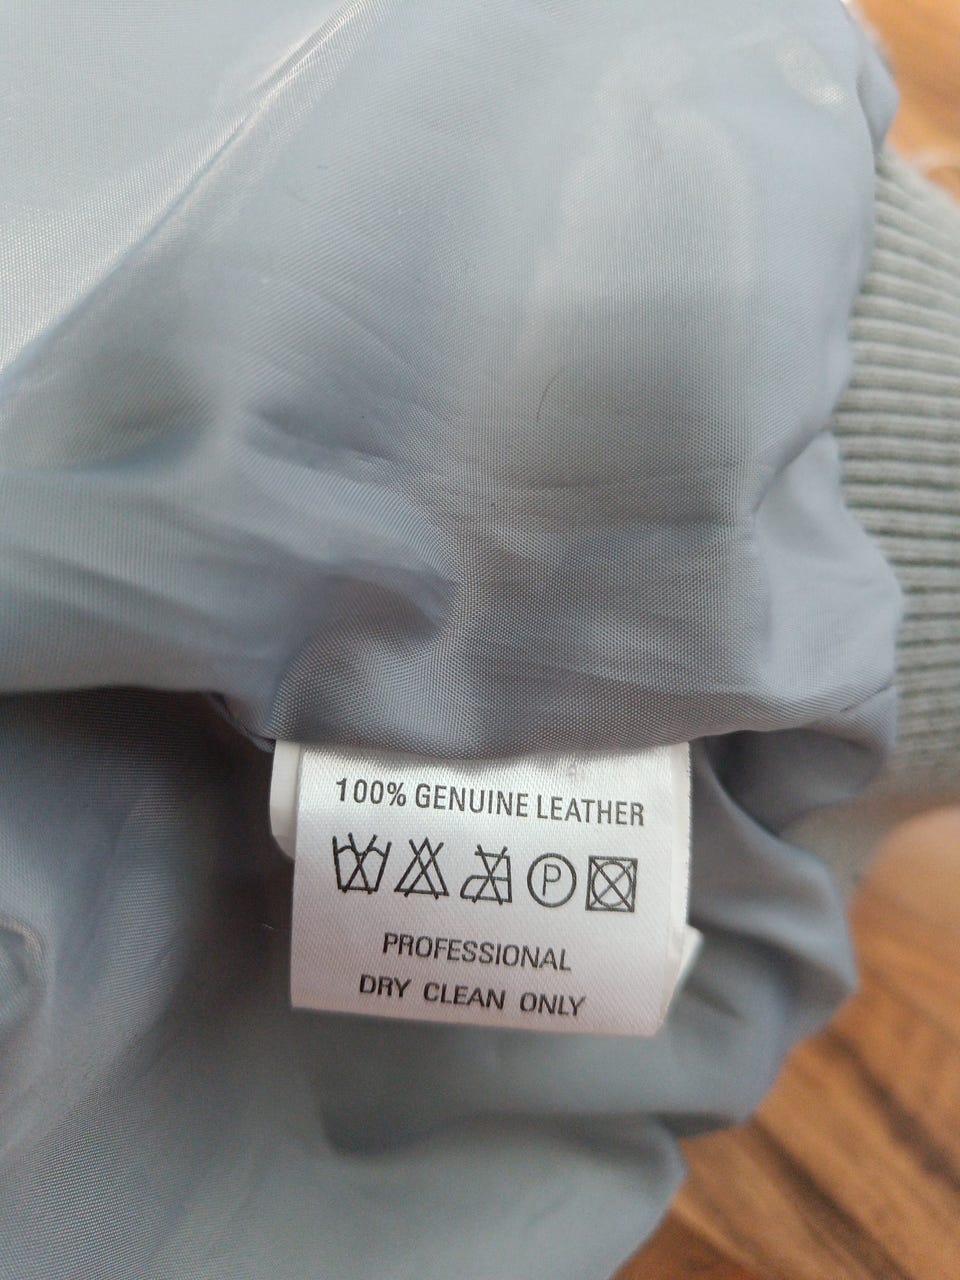 100% GENUINE LEATHER
P
PROFESSIONAL
DRY CLEAN ONLY